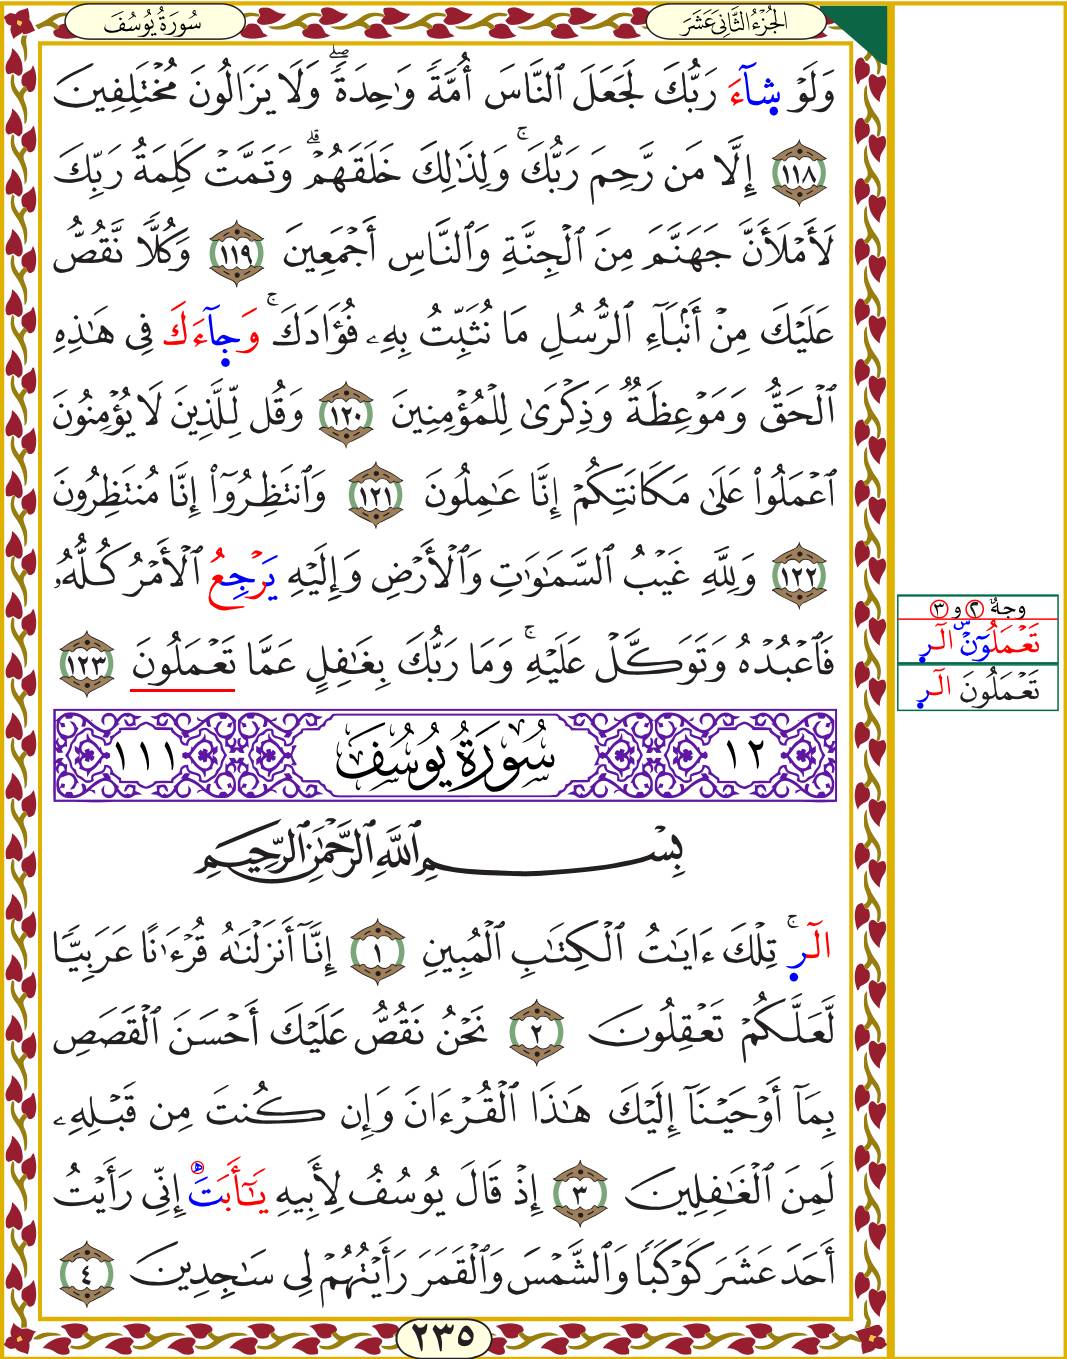 الجُزْءُ الثَّانِي عَشَرَ
سُورَةُ يُوسُفَ
وَلَوۡ شَآءَ رَبُّكَ لَجَعَلَ ٱلنَّاسَ أُمَّةٗ وَٰحِدَةٗۖ وَلَا يَزَالُونَ مُخۡتَلِفِينَ
١١٨ إِلَّا مَن رَّحِمَ رَبُّكَۚ وَلِذَٰلِكَ خَلَقَهُمۡۗ وَتَمَّتۡ كَلِمَةُ رَبِّكَ
لَأَمۡلَأَنَّ جَهَنَّمَ مِنَ ٱلۡجِنَّةِ وَٱلنَّاسِ أَجۡمَعِينَ ١١٩ وَكُلّٗا نَّقُصُّ
عَلَيۡكَ مِنۡ أَنۢبَآءِ ٱلرُّسُلِ مَا نُثَبِّتُ بِهِۦ فُؤَادَكَۚ وَجَآءَكَ فِي هَٰذِهِ
ٱلۡحَقُّ وَمَوۡعِظَةٞ وَذِكۡرَىٰ لِلۡمُؤۡمِنِينَ ١٢٠ وَقُل لِّلَّذِينَ لَا يُؤۡمِنُونَ
ٱعۡمَلُواْ عَلَىٰ مَكَانَتِكُمۡ إِنَّا عَٰمِلُونَ ١٢١ وَٱنتَظِرُوٓاْ إِنَّا مُنتَظِرُونَ
١٢٢ وَلِلَّهِ غَيۡبُ ٱلسَّمَٰوَٰتِ وَٱلۡأَرۡضِ وَإِلَيۡهِ يَرۡجِعُ ٱلۡأَمۡرُ كُلُّهُۥ
فَٱعۡبُدۡهُ وَتَوَكَّلۡ عَلَيۡهِۚ وَمَا رَبُّكَ بِغَٰفِلٍ عَمَّا تَعۡمَلُونَ ١٢٣
١٢ سُورَةُ يُوسُفَ ١١١
بِسۡمِ ٱللَّهِ ٱلرَّحۡمَٰنِ ٱلرَّحِيمِ
الٓرۚ تِلۡكَ ءَايَٰتُ ٱلۡكِتَٰبِ ٱلۡمُبِينِ ١ إِنَّآ أَنزَلۡنَٰهُ قُرۡءَٰنًا عَرَبِيّٗا
لَّعَلَّكُمۡ تَعۡقِلُونَ ٢ نَحۡنُ نَقُصُّ عَلَيۡكَ أَحۡسَنَ ٱلۡقَصَصِ
بِمَآ أَوۡحَيۡنَآ إِلَيۡكَ هَٰذَا ٱلۡقُرۡءَانَ وَإِن كُنتَ مِن قَبۡلِهِۦ
لَمِنَ ٱلۡغَٰفِلِينَ ٣ إِذۡ قَالَ يُوسُفُ لِأَبِيهِ يَٰٓأَبَتَ إِنِّي رَأَيۡتُ
أَحَدَ عَشَرَ كَوۡكَبٗا وَٱلشَّمۡسَ وَٱلۡقَمَرَ رَأَيۡتُهُمۡ لِي سَٰجِدِينَ ٤
٢٣٥
وجهٌ ٢ و ٣
تَعۡمَلُونَ الٓر
تَعۡمَلُونَ الٓر